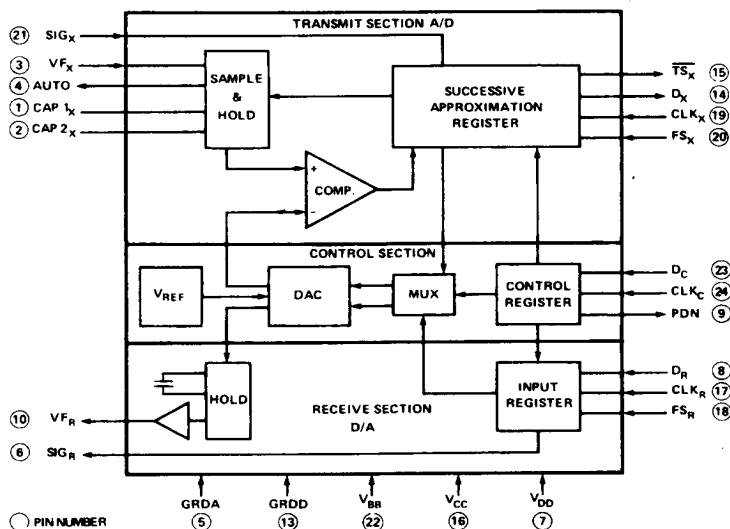 TRANSMIT SECTION A/D
21 SIGX
3 VFX
4 AUTO
1 CAP 1X
2 CAP 2X
SAMPLE
&
HOLD
SUCCESSIVE
APPROXIMATION
REGISTER
TSX 15
DX 14
CLKX 19
FSX 20
+
COMP.
−
CONTROL SECTION
VREF
DAC
MUX
CONTROL
REGISTER
DC 23
CLKC 24
PDN 9
HOLD
RECEIVE SECTION
D/A
INPUT
REGISTER
DR 8
CLKR 17
FSR 18
10 VFR
6 SIGR
GRDA
5
GRDD
13
VBB
22
VCC
16
VDD
7
PIN NUMBER